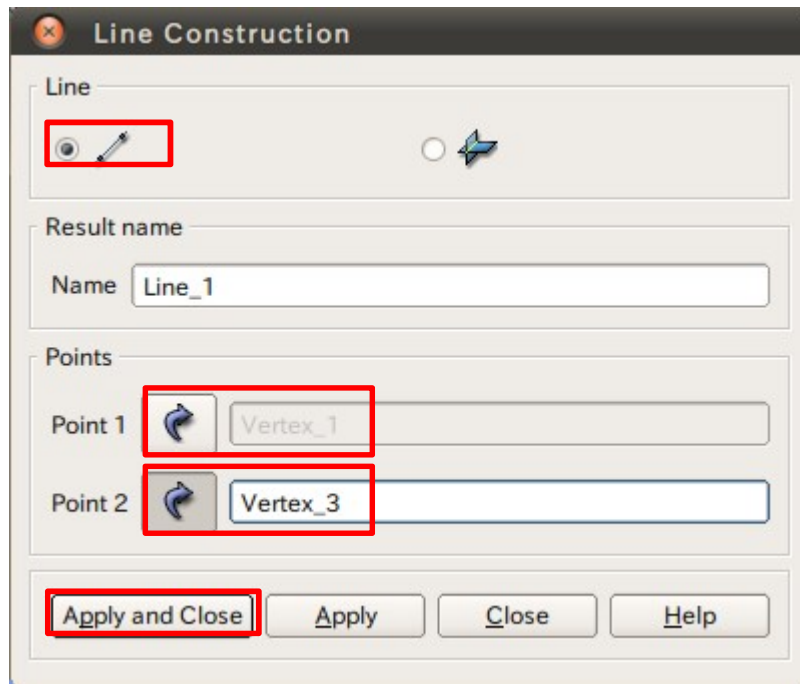 Line Construction
Line
Result name
Name Line_1
Points
Point 1 Vertex_1
Point 2 Vertex_3
Apply and Close Apply Close Help